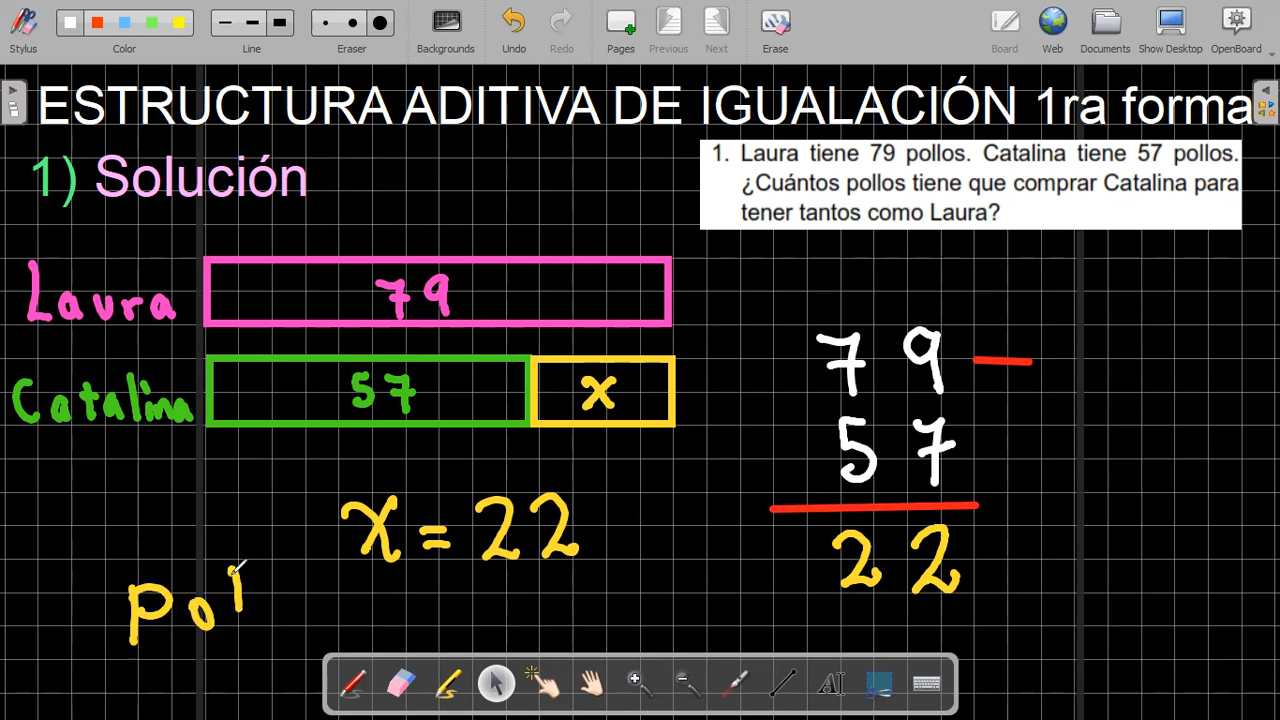 Stylus Color Line Eraser Backgrounds Undo Redo Pages Previous Next Erase Board Web Documents Show Desktop OpenBoard
ESTRUCTURA ADITIVA DE IGUALACIÓN 1ra forma
1) Solución
1. Laura tiene 79 pollos. Catalina tiene 57 pollos.
¿Cuántos pollos tiene que comprar Catalina para
tener tantos como Laura?
Laura 79
Catalina 57 x
79 -
57
22
x = 22
por
AI